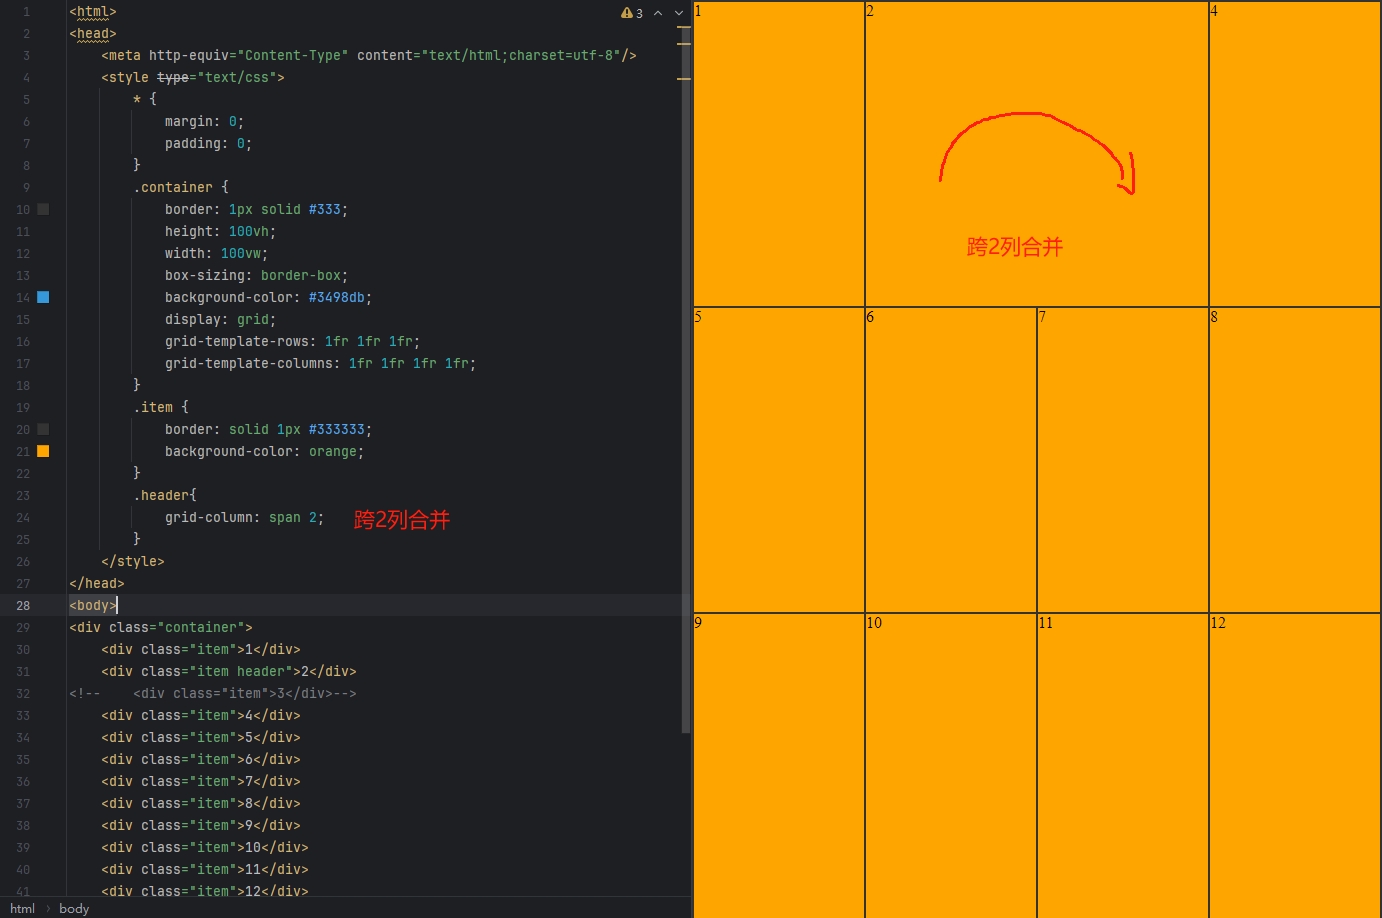 1 <html>
2 <head>
3 <meta http-equiv="Content-Type" content="text/html;charset=utf-8"/>
4 <style type="text/css">
5 * {
6 margin: 0;
7 padding: 0;
8 }
9 .container {
10 border: 1px solid #333;
11 height: 100vh;
12 width: 100vw;
13 box-sizing: border-box;
14 background-color: #3498db;
15 display: grid;
16 grid-template-rows: 1fr 1fr 1fr;
17 grid-template-columns: 1fr 1fr 1fr 1fr;
18 }
19 .item {
20 border: solid 1px #333333;
21 background-color: orange;
22 }
23 .header{
24 grid-column: span 2; 跨2列合并
25 }
26 </style>
27 </head>
28 <body>
29 <div class="container">
30 <div class="item">1</div>
31 <div class="item header">2</div>
32 <!-- <div class="item">3</div>-->
33 <div class="item">4</div>
34 <div class="item">5</div>
35 <div class="item">6</div>
36 <div class="item">7</div>
37 <div class="item">8</div>
38 <div class="item">9</div>
39 <div class="item">10</div>
40 <div class="item">11</div>
41 <div class="item">12</div>
html › body
3
1 2 4
跨2列合并
5 6 7 8
9 10 11 12